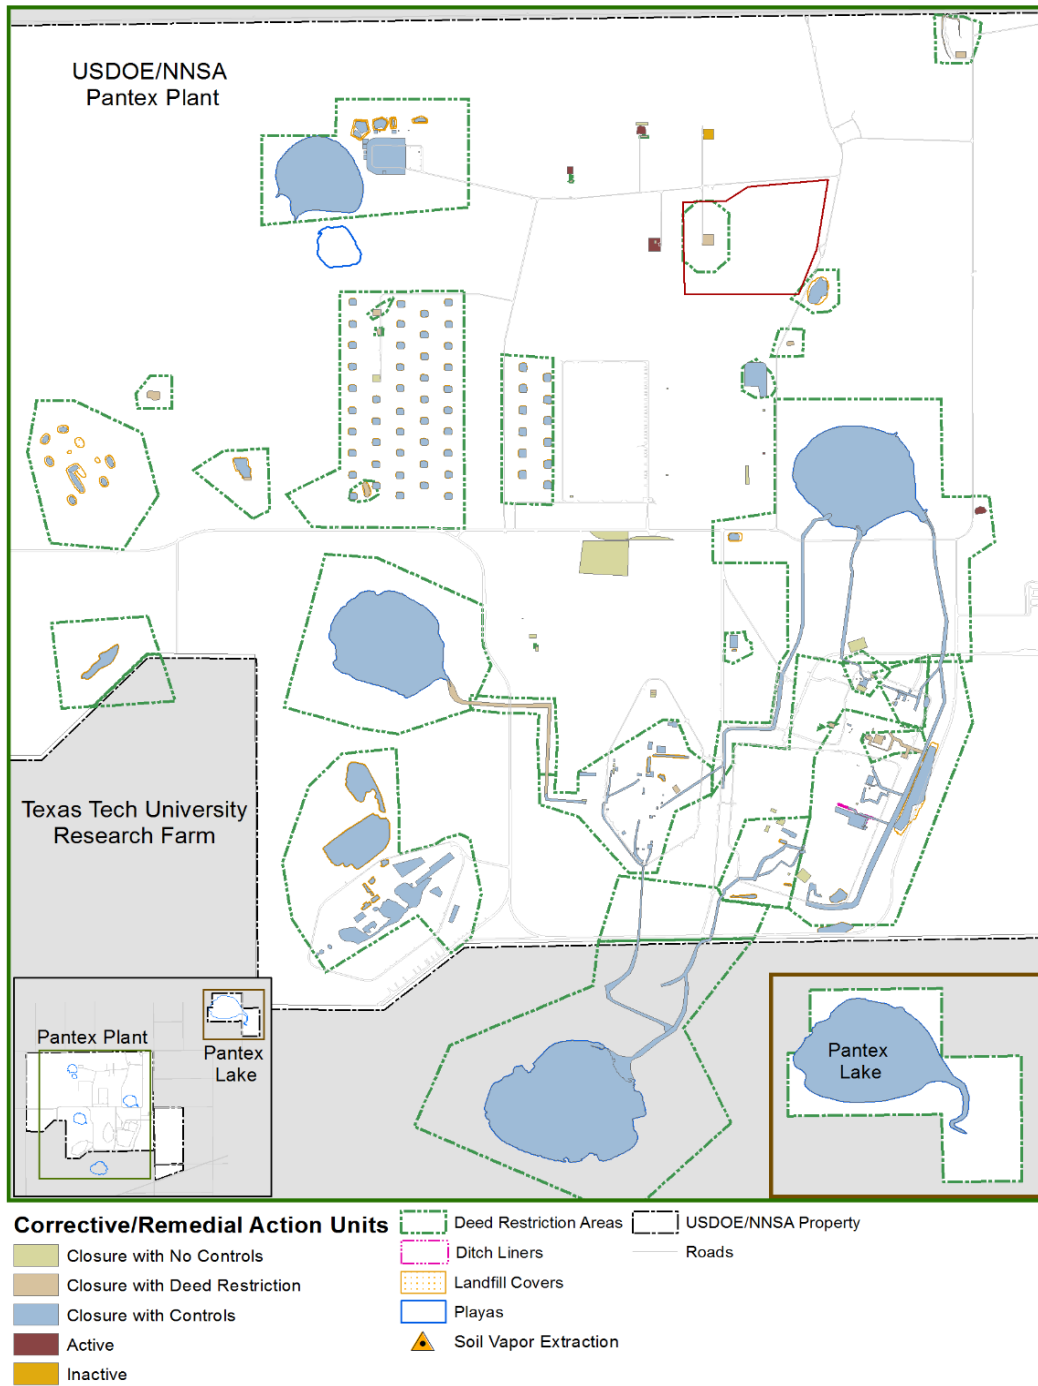 USDOE/NNSA
Pantex Plant
Texas Tech University
Research Farm
Pantex Plant
Pantex
Lake
Pantex
Lake
Corrective/Remedial Action Units
Closure with No Controls
Closure with Deed Restriction
Closure with Controls
Active
Inactive
Deed Restriction Areas
Ditch Liners
Landfill Covers
Playas
Soil Vapor Extraction
USDOE/NNSA Property
Roads